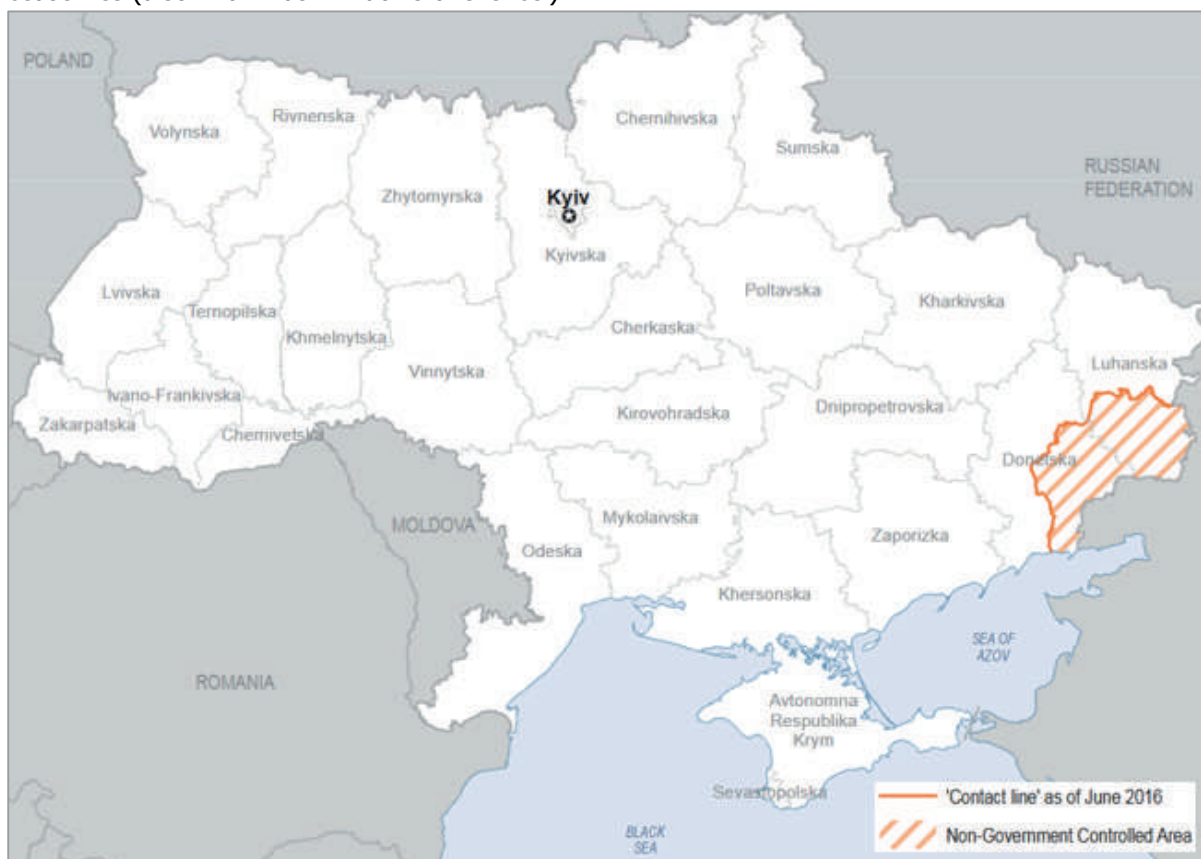 POLAND
Volynska
Rivnenska
Chernihivska
Sumska
RUSSIAN
FEDERATION
Zhytomyrska
Kyiv
Kyivska
Lvivska
Ternopilska
Khmelnytska
Vinnytska
Cherkaska
Poltavska
Kharkivska
Luhanska
Ivano-Frankivska
Zakarpatska
Chernivetska
Kirovohradska
Dnipropetrovska
Donetska
MOLDOVA
Odeska
Mykolaivska
Zaporizka
Khersonska
SEA OF
AZOV
ROMANIA
Avtonomna
Respublika
Krym
Sevastopolska
BLACK
SEA
'Contact line' as of June 2016
Non-Government Controlled Area